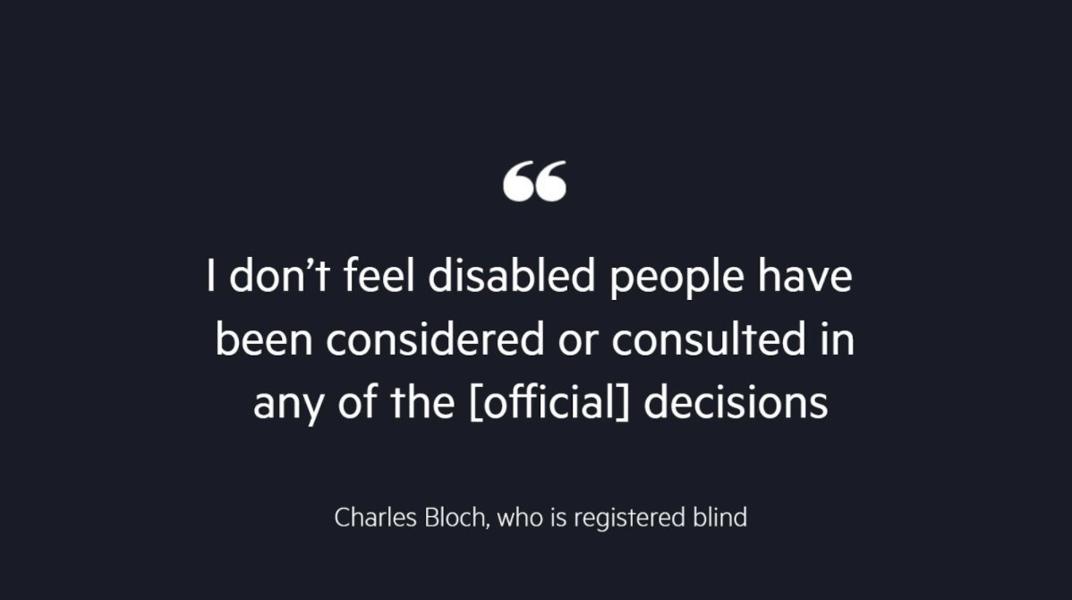 “
I don’t feel disabled people have
been considered or consulted in
any of the [official] decisions
Charles Bloch, who is registered blind